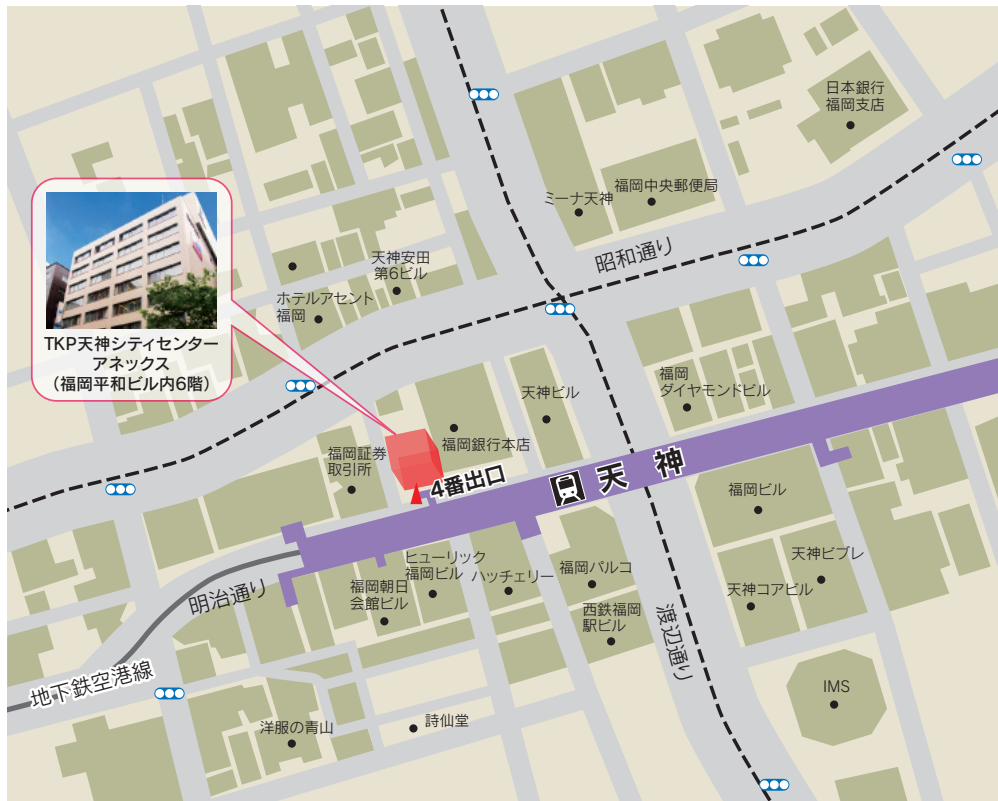 日本銀行
福岡支店
ミーナ天神
福岡中央郵便局
昭和通り
天神安田
第6ビル
ホテルアセント
福岡
TKP天神シティセンター
アネックス
（福岡平和ビル内6階）
福岡
ダイヤモンドビル
天神ビル
福岡銀行本店
福岡証券
取引所
4番出口
天神
福岡ビル
天神ビブレ
天神コアビル
ヒューリック
福岡ビル
ハッチェリー
福岡パルコ
福岡朝日
会館ビル
西鉄福岡
駅ビル
明治通り
渡辺通り
地下鉄空港線
IMS
洋服の青山
詩仙堂